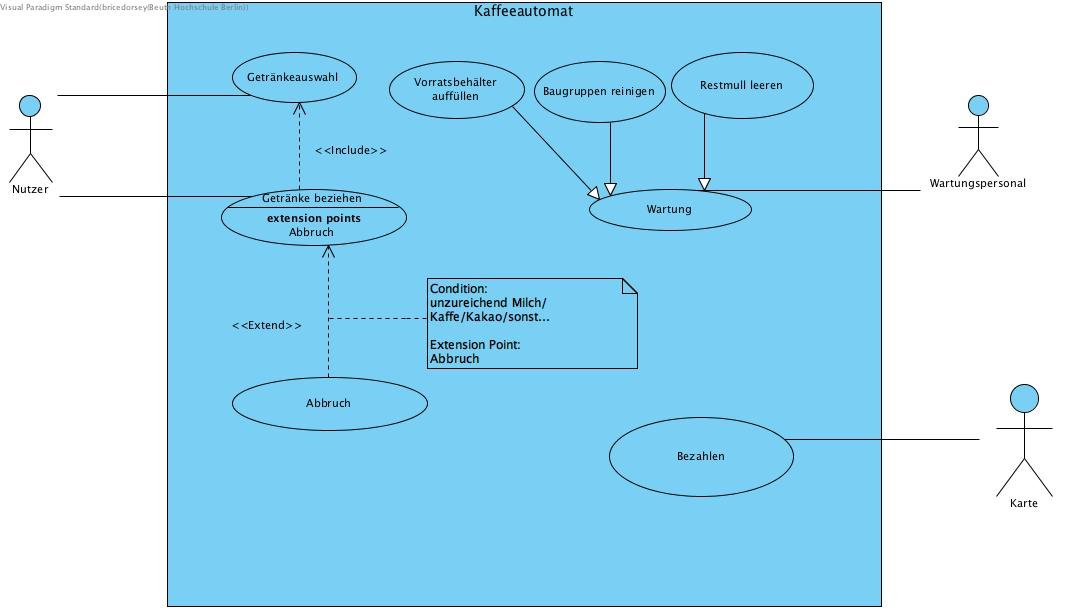 Visual Paradigm Standard(bricedorsey(Beuth Hochschule Berlin))
Kaffeeautomat
Getränkeauswahl
Vorratsbehälter
auffüllen
Baugruppen reinigen
Restmull leeren
<<Include>>
Nutzer
Wartungspersonal
Getränke beziehen
extension points
Abbruch
Wartung
Condition:
unzureichend Milch/
Kaffe/Kakao/sonst...
Extension Point:
Abbruch
<<Extend>>
Abbruch
Bezahlen
Karte